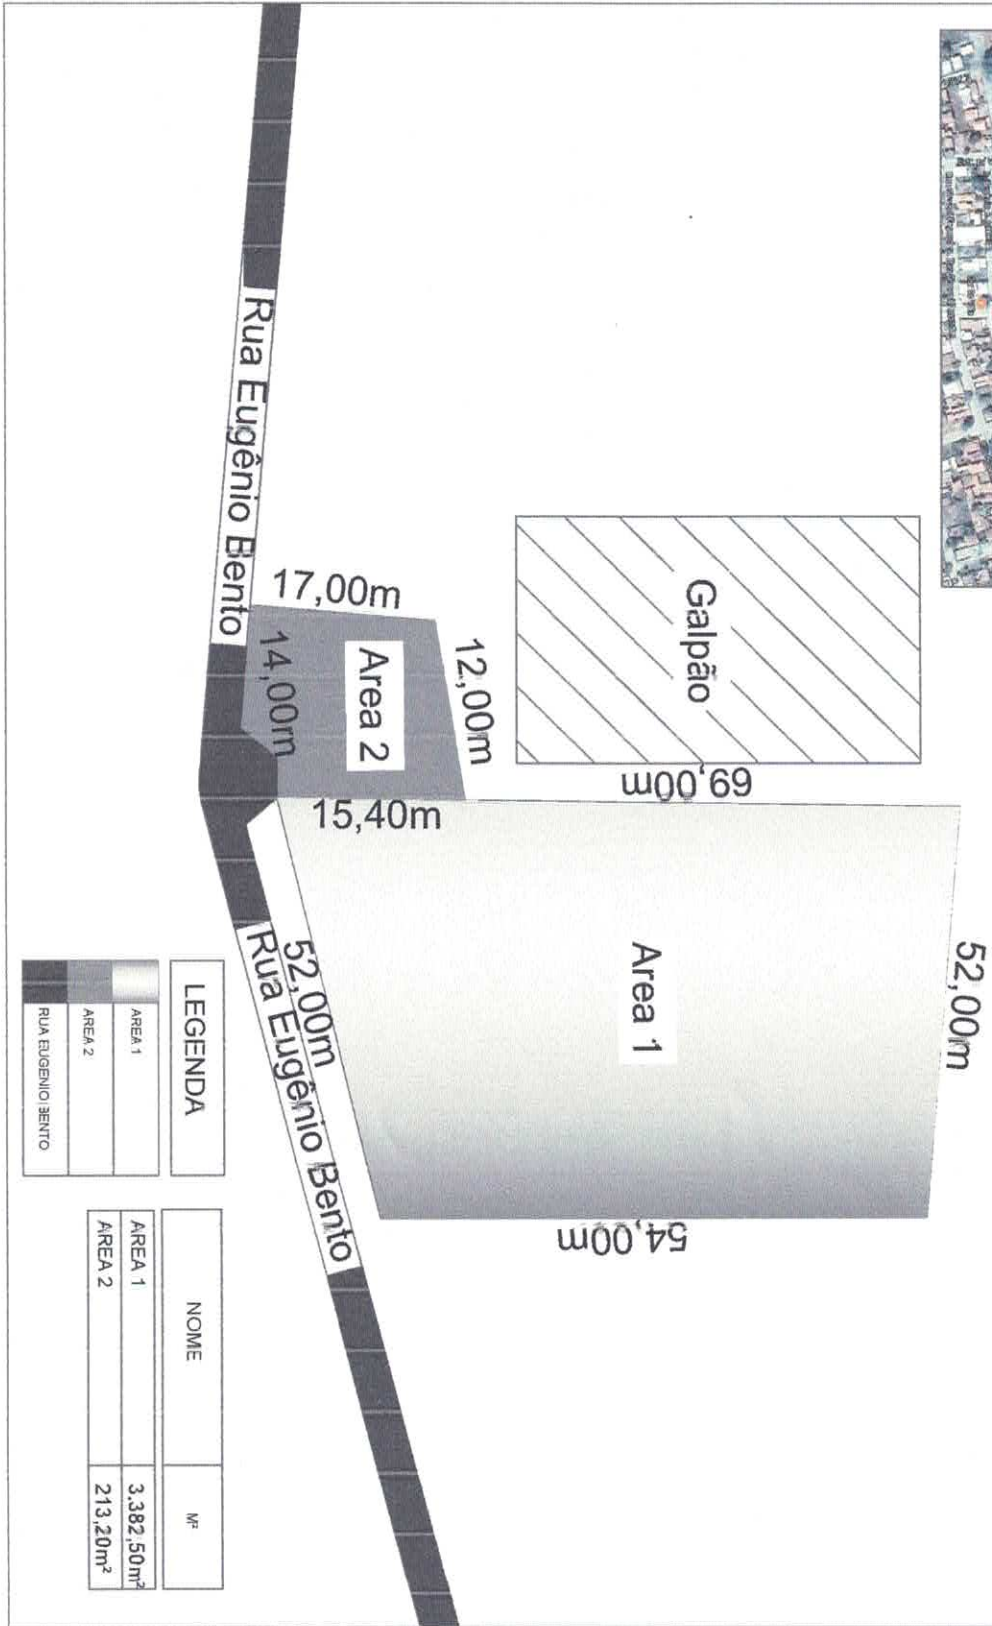 Galpão
69,00m
52,00m
17,00m
12,00m
Area 2
14,00m
15,40m
Area 1
54,00m
52,00m
Rua Eugênio Bento
Rua Eugênio Bento
LEGENDA
AREA 1
AREA 2
RUA EUGENIO BENTO
NOME M²
AREA 1 3.382,50m²
AREA 2 213,20m²